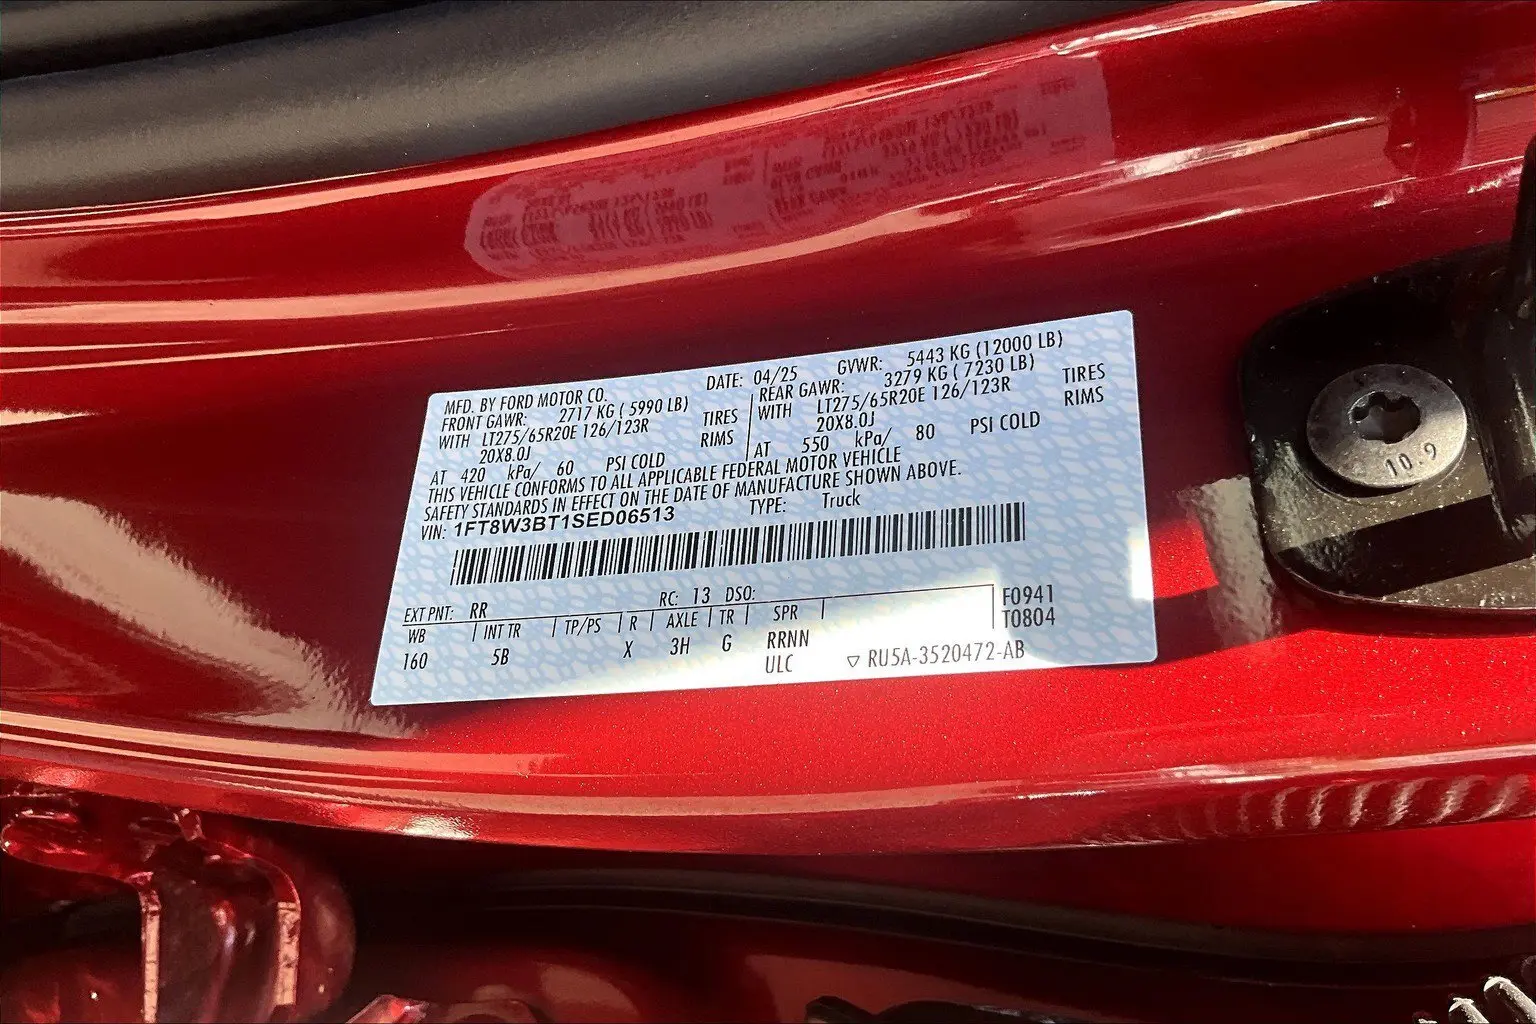 MFD. BY FORD MOTOR CO. DATE: 04/25 GVWR: 5443 KG (12000 LB)
FRONT GAWR: 2717 KG ( 5990 LB) REAR GAWR: 3279 KG ( 7230 LB)
WITH LT275/65R20E 126/123R TIRES WITH LT275/65R20E 126/123R TIRES
20X8.0J RIMS 20X8.0J RIMS
AT 420 kPa/ 60 PSI COLD AT 550 kPa/ 80 PSI COLD
THIS VEHICLE CONFORMS TO ALL APPLICABLE FEDERAL MOTOR VEHICLE
SAFETY STANDARDS IN EFFECT ON THE DATE OF MANUFACTURE SHOWN ABOVE.
VIN: 1FT8W3BT1SED06513 TYPE: Truck
EXT PNT: RR RC: 13 DSO: F0941
WB INT TR TP/PS R AXLE TR SPR T0804
160 5B X 3H G RRNN
ULC ▽ RU5A-3520472-AB
10.9